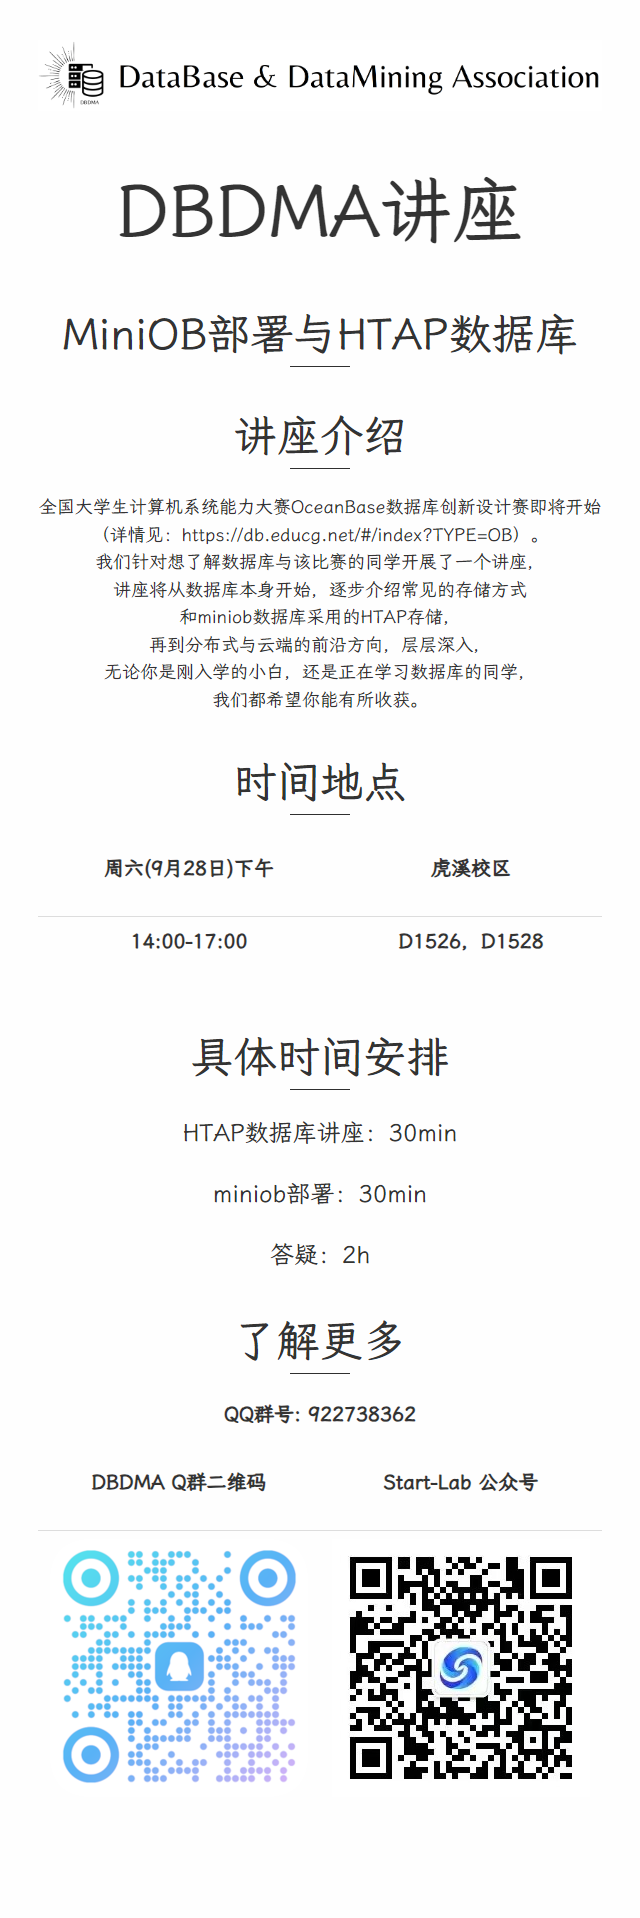 DBDMA
DataBase & DataMining Association
DBDMA讲座
MiniOB部署与HTAP数据库
讲座介绍
全国大学生计算机系统能力大赛OceanBase数据库创新设计赛即将开始
（详情见：https://db.educg.net/#/index?TYPE=OB）。
我们针对想了解数据库与该比赛的同学开展了一个讲座，
讲座将从数据库本身开始，逐步介绍常见的存储方式
和miniob数据库采用的HTAP存储，
再到分布式与云端的前沿方向，层层深入，
无论你是刚入学的小白，还是正在学习数据库的同学，
我们都希望你能有所收获。
时间地点
周六(9月28日)下午
虎溪校区
14:00-17:00
D1526，D1528
具体时间安排
HTAP数据库讲座：30min
miniob部署：30min
答疑：2h
了解更多
QQ群号: 922738362
DBDMA Q群二维码
Start-Lab 公众号